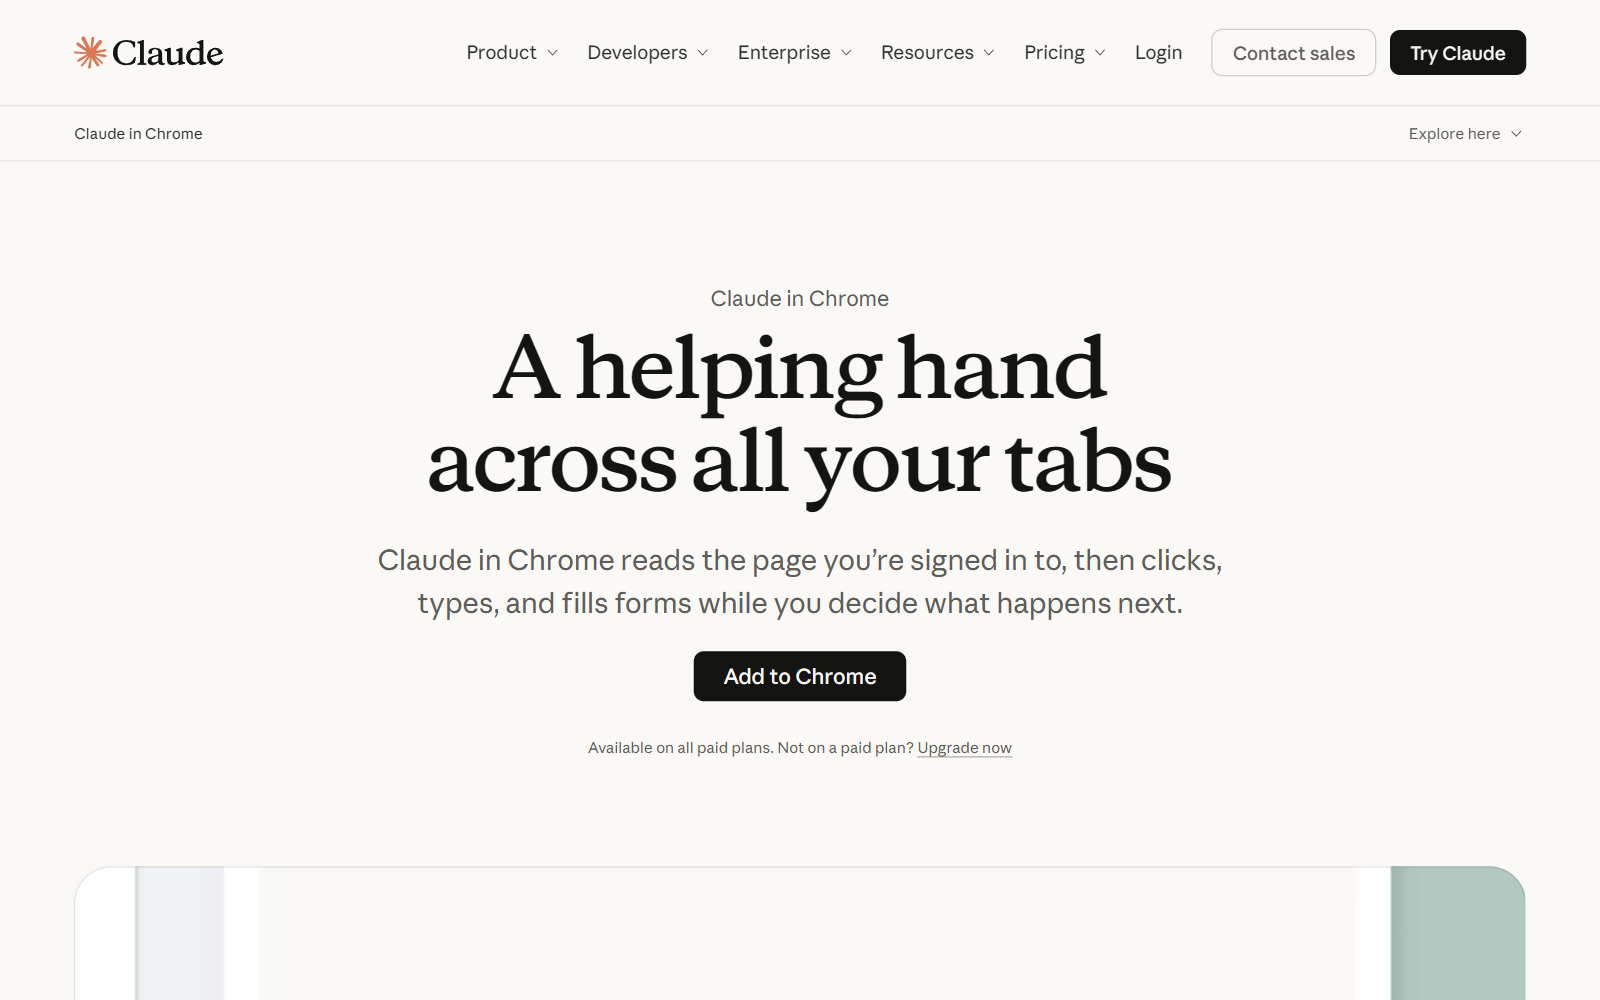 Claude
Product
Developers
Enterprise
Resources
Pricing
Login
Contact sales
Try Claude
Claude in Chrome
Explore here
Claude in Chrome
A helping hand
across all your tabs
Claude in Chrome reads the page you’re signed in to, then clicks,
types, and fills forms while you decide what happens next.
Add to Chrome
Available on all paid plans. Not on a paid plan? Upgrade now